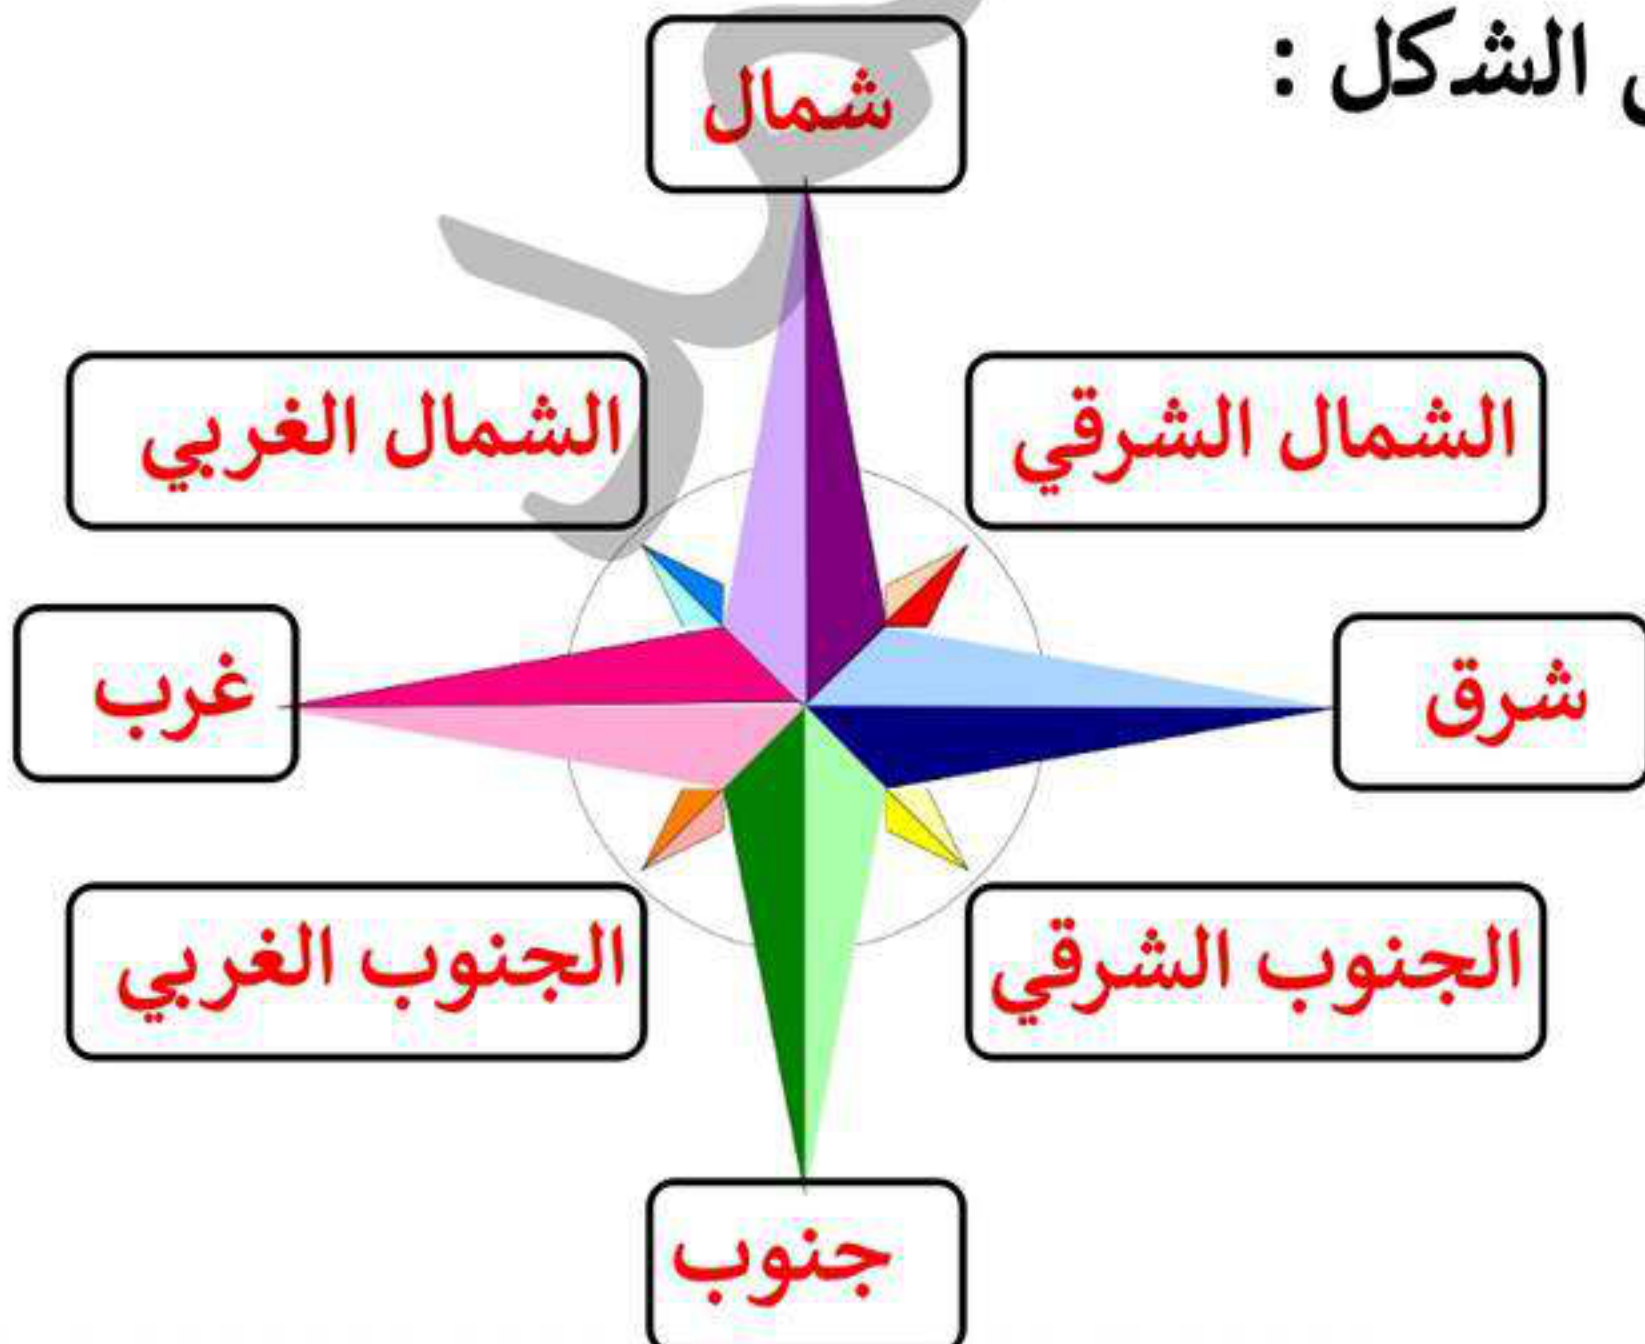 الشكل :
شمال
الشمال الشرقي
الشمال الغربي
شرق
غرب
الجنوب الشرقي
الجنوب الغربي
جنوب